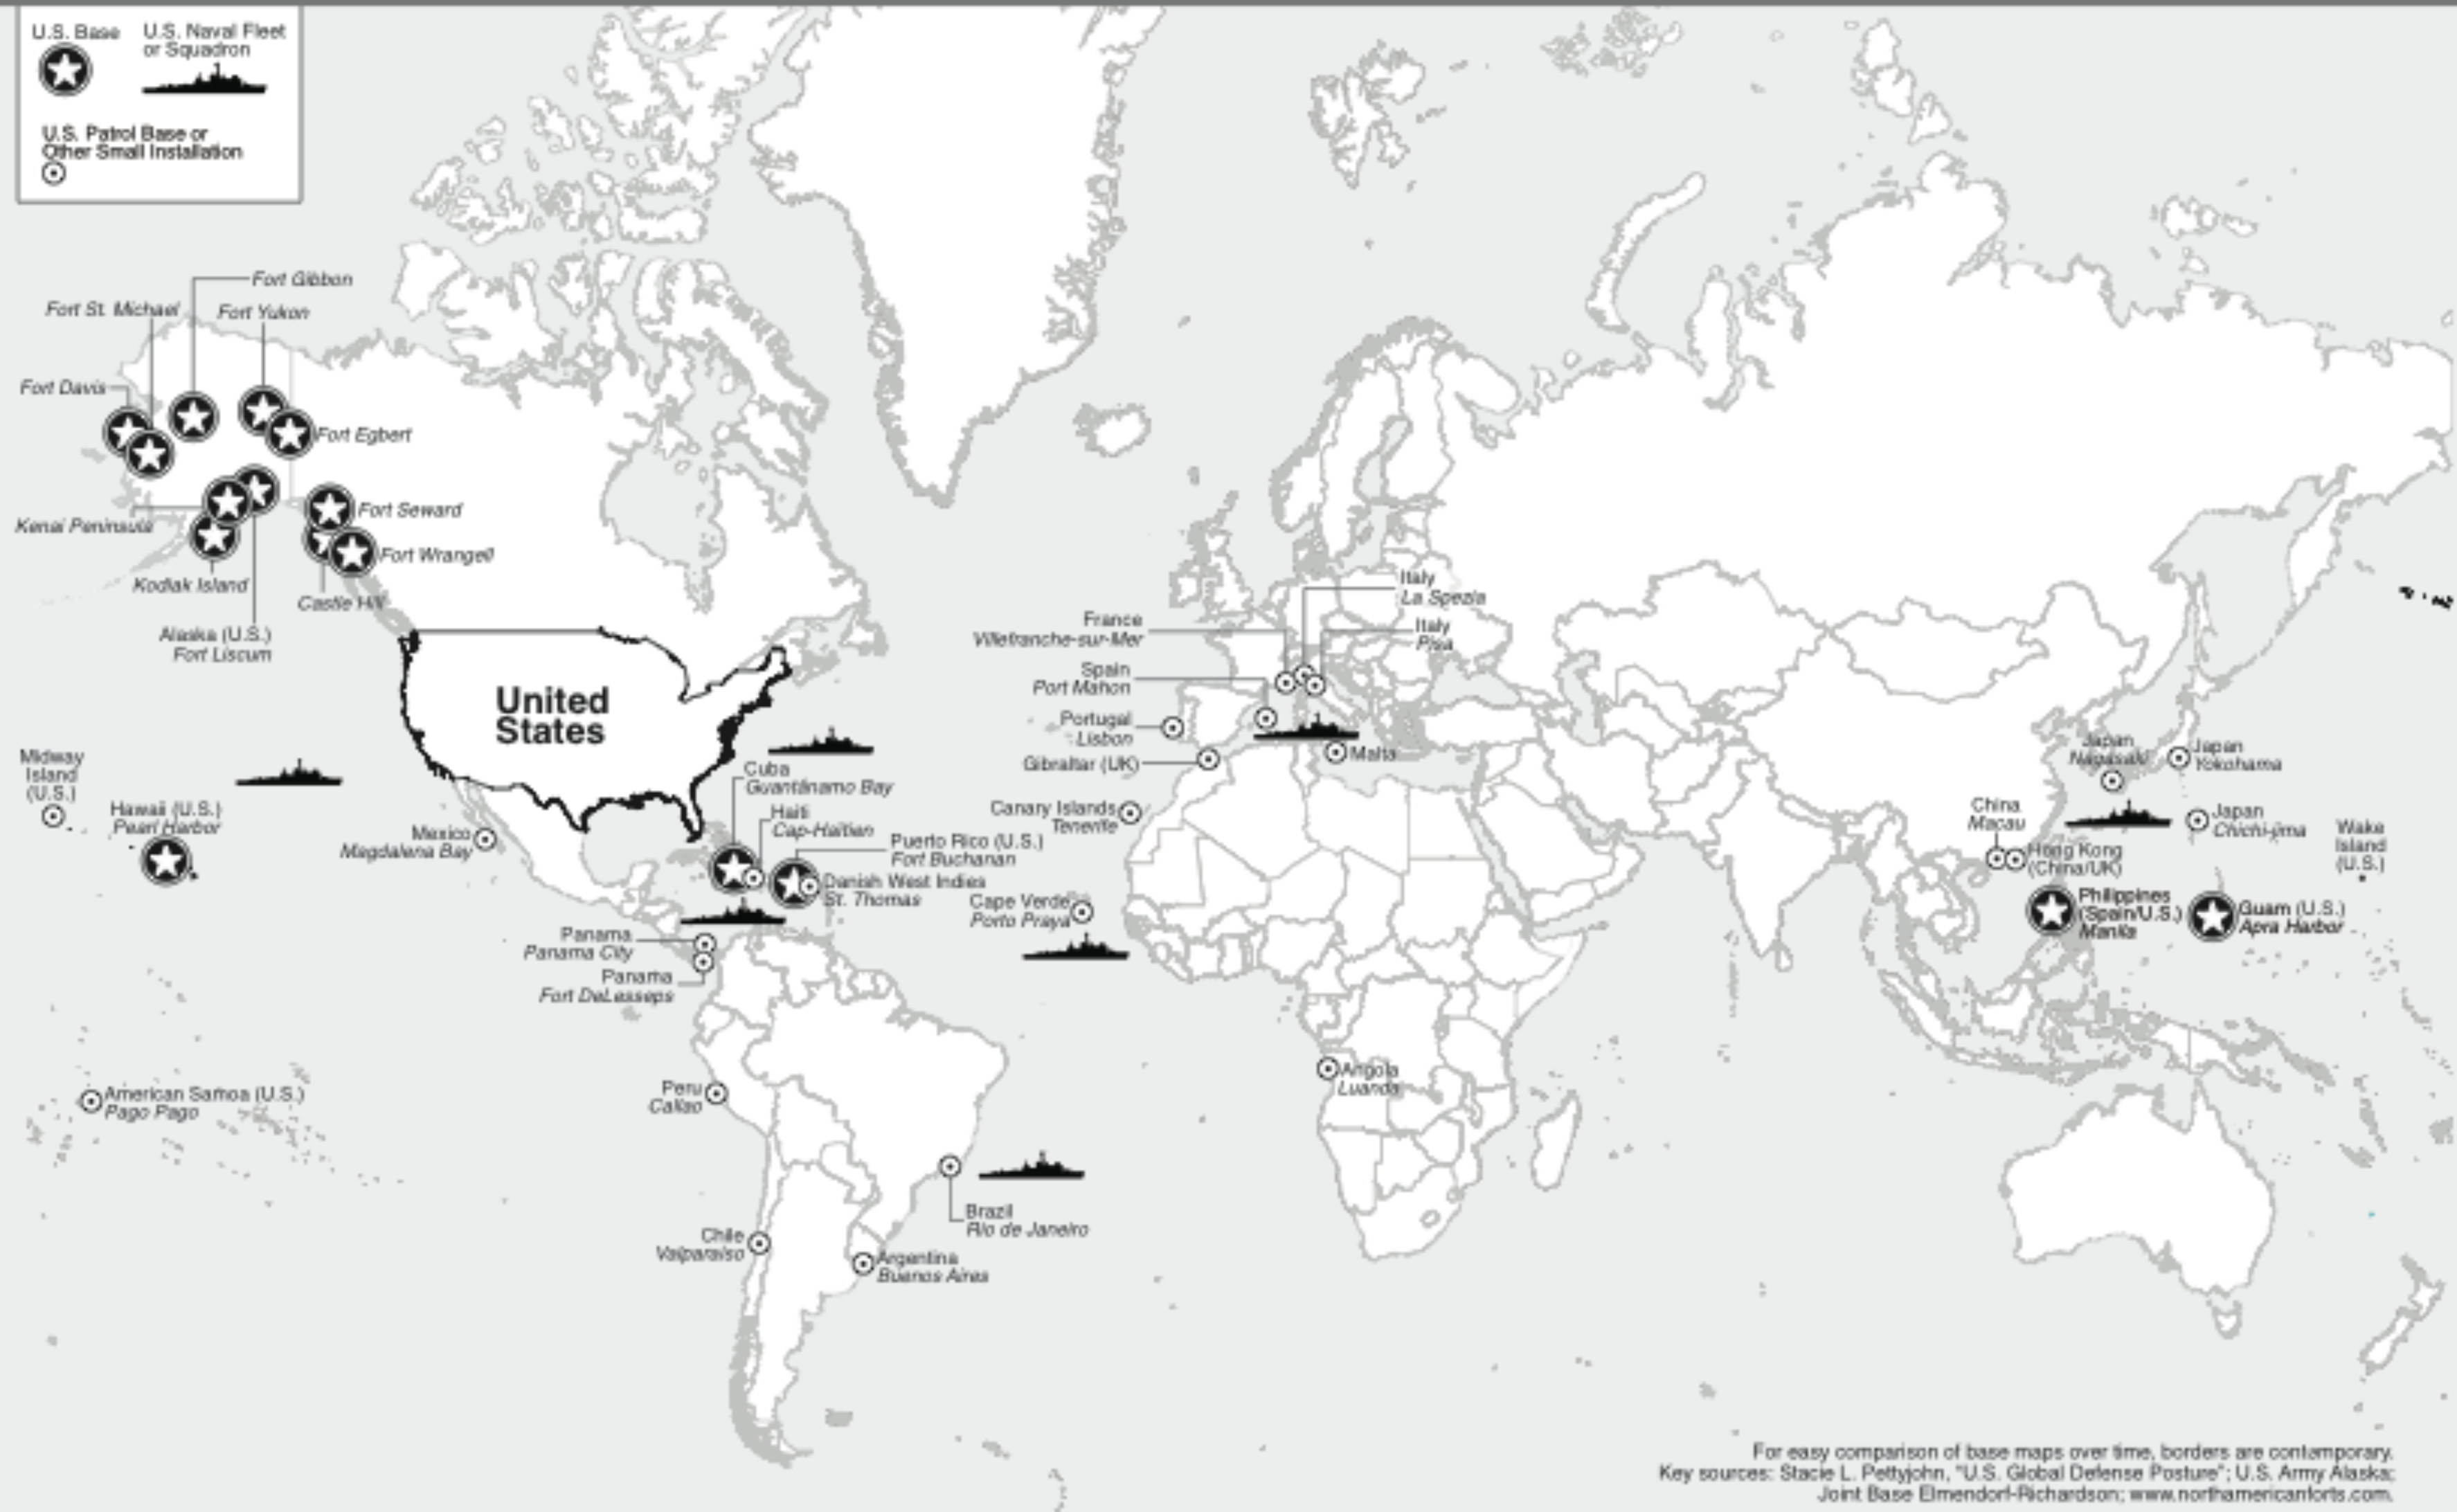 U.S. Base
U.S. Naval Fleet
or Squadron
U.S. Patrol Base or
Other Small Installation
Fort Gibbon
Fort St. Michael
Fort Yukon
Fort Davis
Fort Egbert
Fort Seward
Kenai Peninsula
Fort Wrangell
Kodiak Island
Castle Hill
Alaska (U.S.)
Fort Liscum
United
States
Midway
Island
(U.S.)
Hawaii (U.S.)
Pearl Harbor
Mexico
Magdalena Bay
Cuba
Guantánamo Bay
Haiti
Cap-Haïtien
Puerto Rico (U.S.)
Fort Buchanan
Danish West Indies
St. Thomas
Panama
Panama City
Panama
Fort DeLesseps
American Samoa (U.S.)
Pago Pago
Peru
Callao
Brazil
Rio de Janeiro
Chile
Valparaíso
Argentina
Buenos Aires
Italy
La Spezia
France
Villefranche-sur-Mer
Italy
Pisa
Spain
Port Mahon
Portugal
Lisbon
Gibraltar (UK)
Malta
Canary Islands
Tenerife
Cape Verde
Porto Praya
Angola
Luanda
Japan
Nagasaki
Japan
Yokohama
China
Macau
Japan
Chichi-jima
Hong Kong
(China/UK)
Wake
Island
(U.S.)
Philippines
(Spain/U.S.)
Manila
Guam (U.S.)
Apra Harbor
For easy comparison of base maps over time, borders are contemporary.
Key sources: Stacie L. Pettyjohn, "U.S. Global Defense Posture"; U.S. Army Alaska;
Joint Base Elmendorf-Richardson; www.northamericanforts.com.